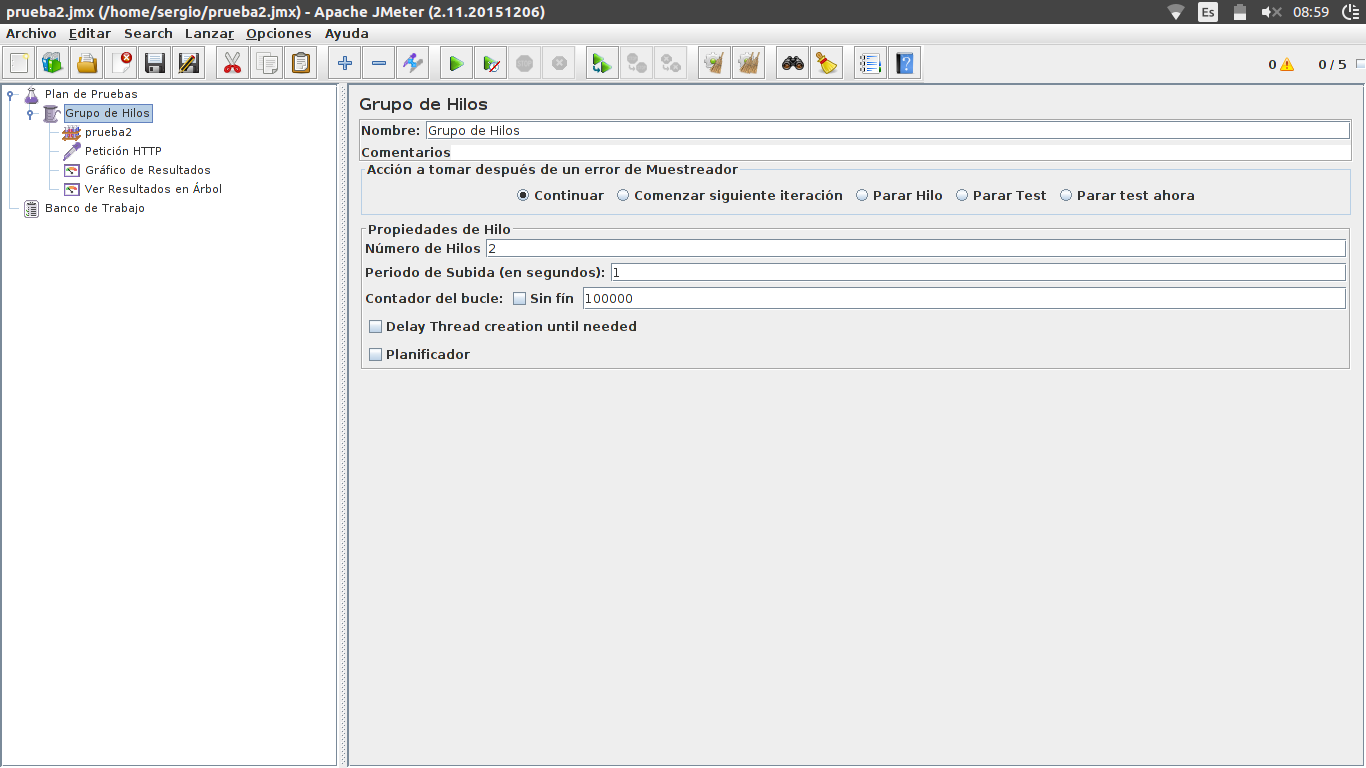 prueba2.jmx (/home/sergio/prueba2.jmx) - Apache JMeter (2.11.20151206) Es 08:59
Archivo Editar Search Lanzar Opciones Ayuda
0 0 / 5
Plan de Pruebas
Grupo de Hilos
prueba2
Petición HTTP
Gráfico de Resultados
Ver Resultados en Árbol
Banco de Trabajo
Grupo de Hilos
Nombre: Grupo de Hilos
Comentarios
Acción a tomar después de un error de Muestreador
Continuar Comenzar siguiente iteración Parar Hilo Parar Test Parar test ahora
Propiedades de Hilo
Número de Hilos 2
Periodo de Subida (en segundos): 1
Contador del bucle: Sin fín 100000
Delay Thread creation until needed
Planificador